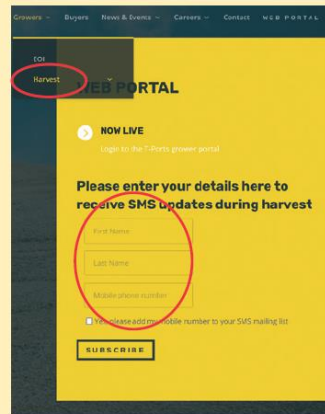 Growers Buyers News & Events Careers Contact WEB PORTAL
EOI
Harvest
WEB PORTAL
NOW LIVE
Login to the T-Ports grower portal
Please enter your details here to
receive SMS updates during harvest
First Name
Last Name
Mobile phone number
Yes, please add my mobile number to your SMS mailing list
SUBSCRIBE